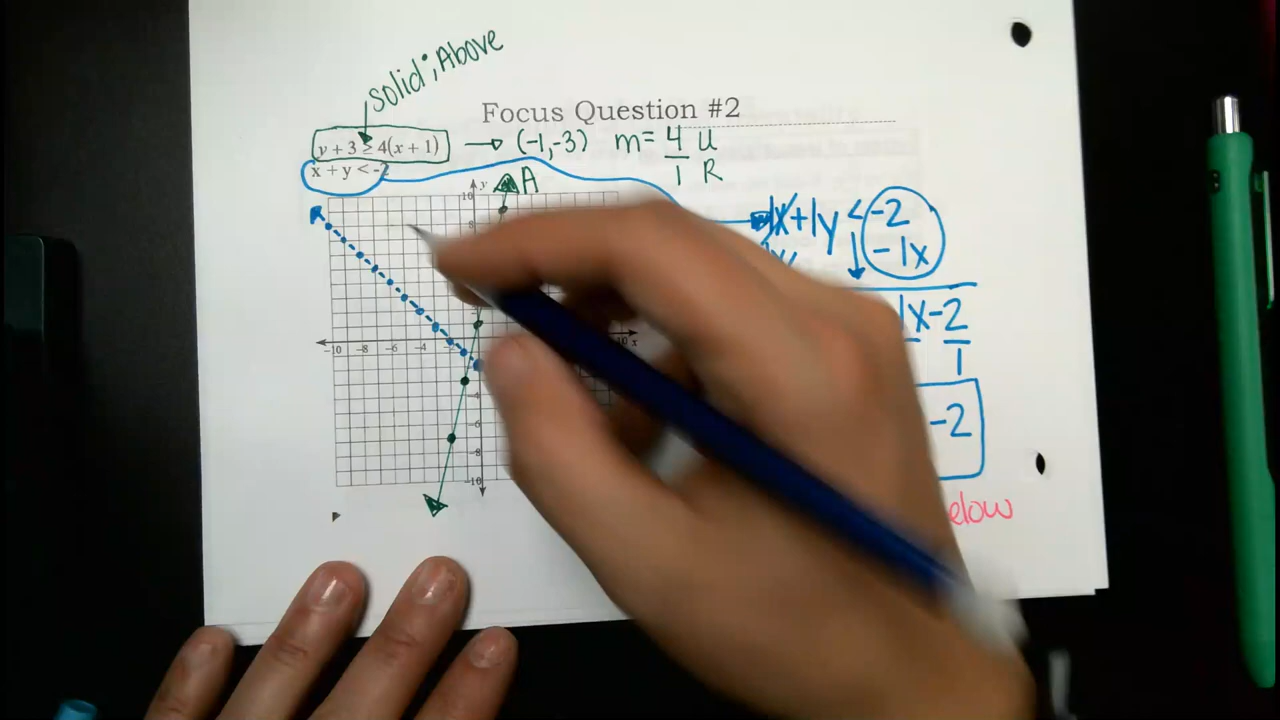 solid; Above
Focus Question #2
y + 3 ≥ 4(x + 1) → (-1,-3) m = 4/1 U R
x + y < -2
A
y
10
8
1x + 1y < -2
- 1x
1x - 2
1
-10 -8 -6 -4 -2 10 x
-4
-6
-8
-10
-2
elow